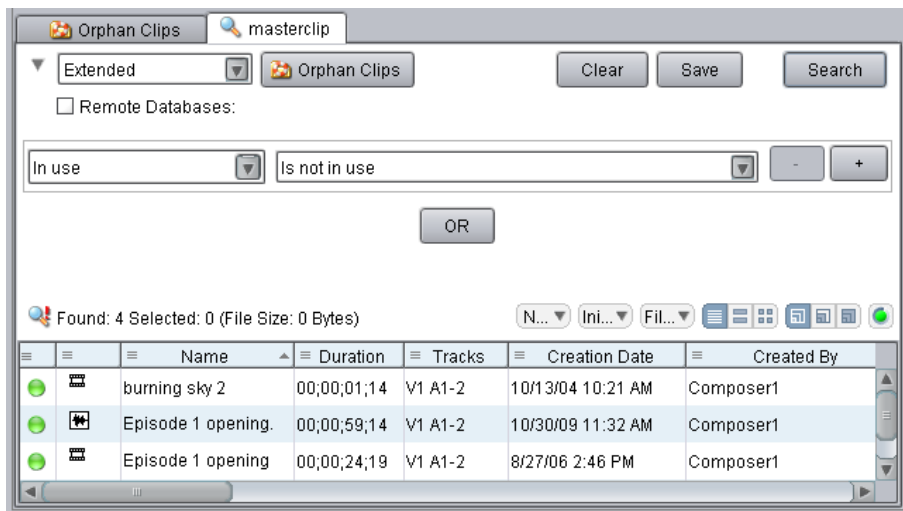 Orphan Clips masterclip
Extended Orphan Clips Clear Save Search
Remote Databases:
In use Is not in use - +
OR
Found: 4 Selected: 0 (File Size: 0 Bytes) N... Ini... Fil...
Name Duration Tracks Creation Date Created By
burning sky 2 00;00;01;14 V1 A1-2 10/13/04 10:21 AM Composer1
Episode 1 opening. 00;00;59;14 V1 A1-2 10/30/09 11:32 AM Composer1
Episode 1 opening 00;00;24;19 V1 A1-2 8/27/06 2:46 PM Composer1